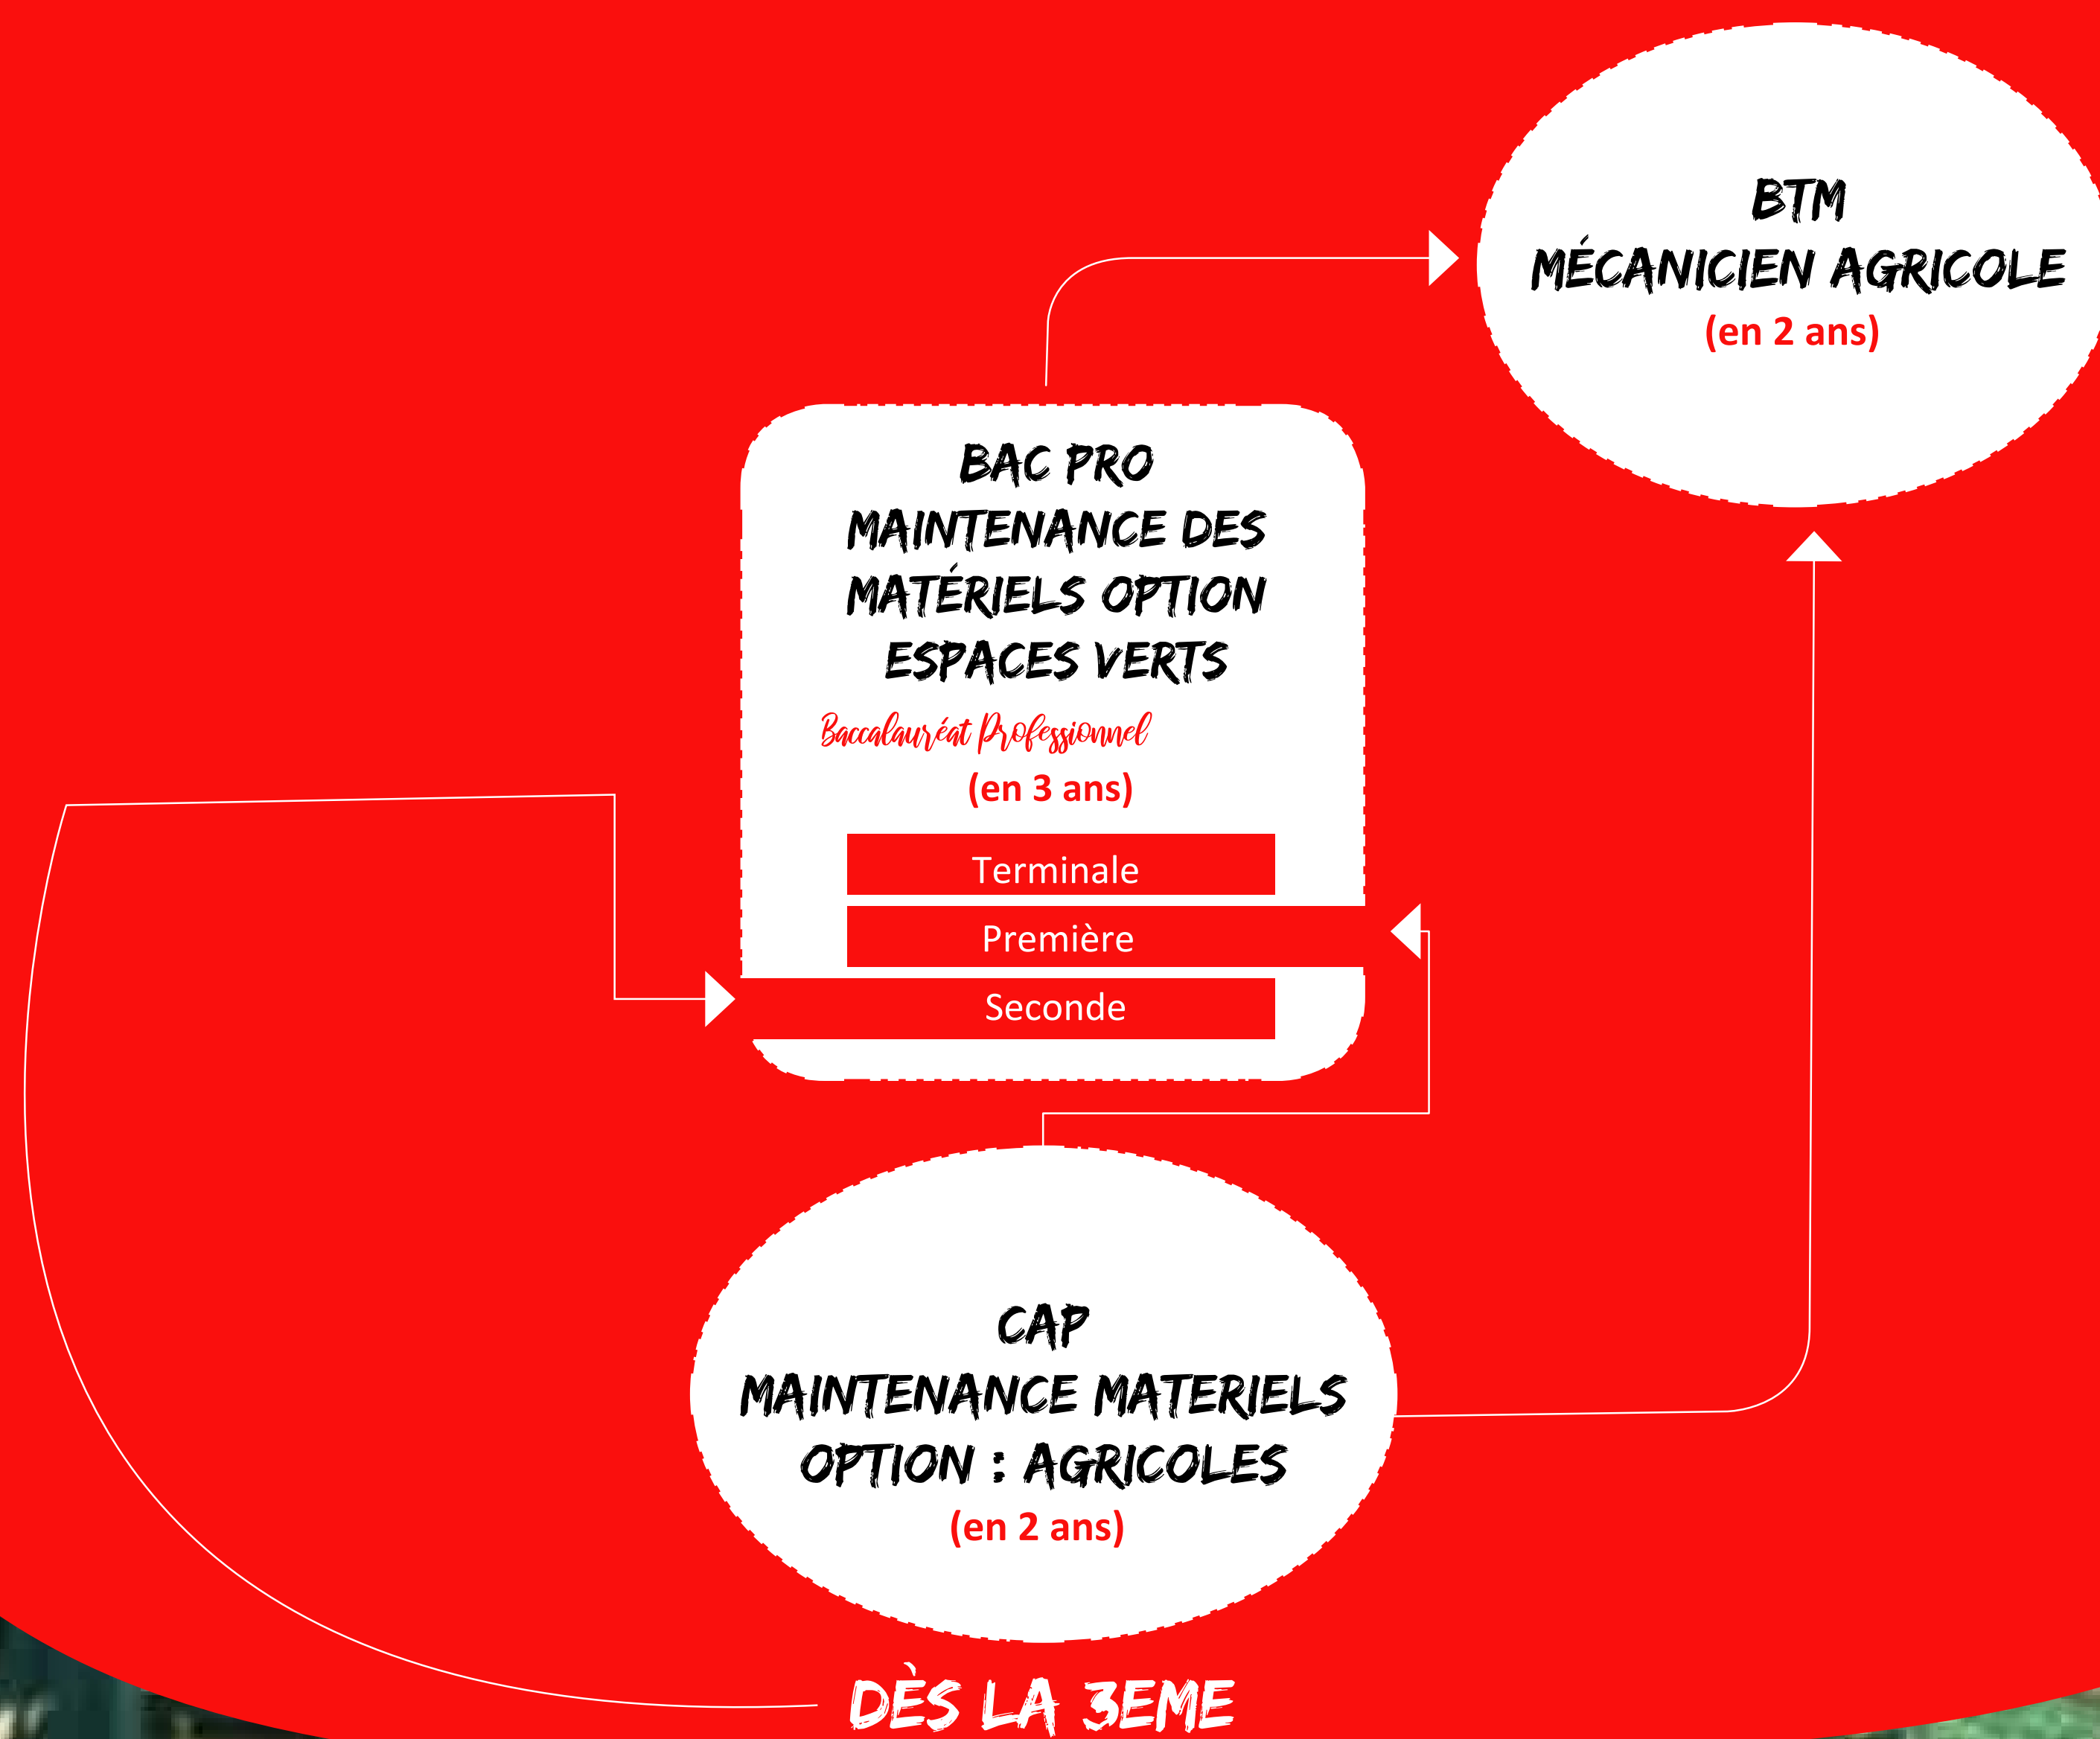 BTM
MÉCANICIEN AGRICOLE
(en 2 ans)
BAC PRO
MAINTENANCE DES
MATÉRIELS OPTION
ESPACES VERTS
Baccalauréat Professionnel
(en 3 ans)
Terminale
Première
Seconde
CAP
MAINTENANCE MATERIELS
OPTION : AGRICOLES
(en 2 ans)
DÈS LA 3EME